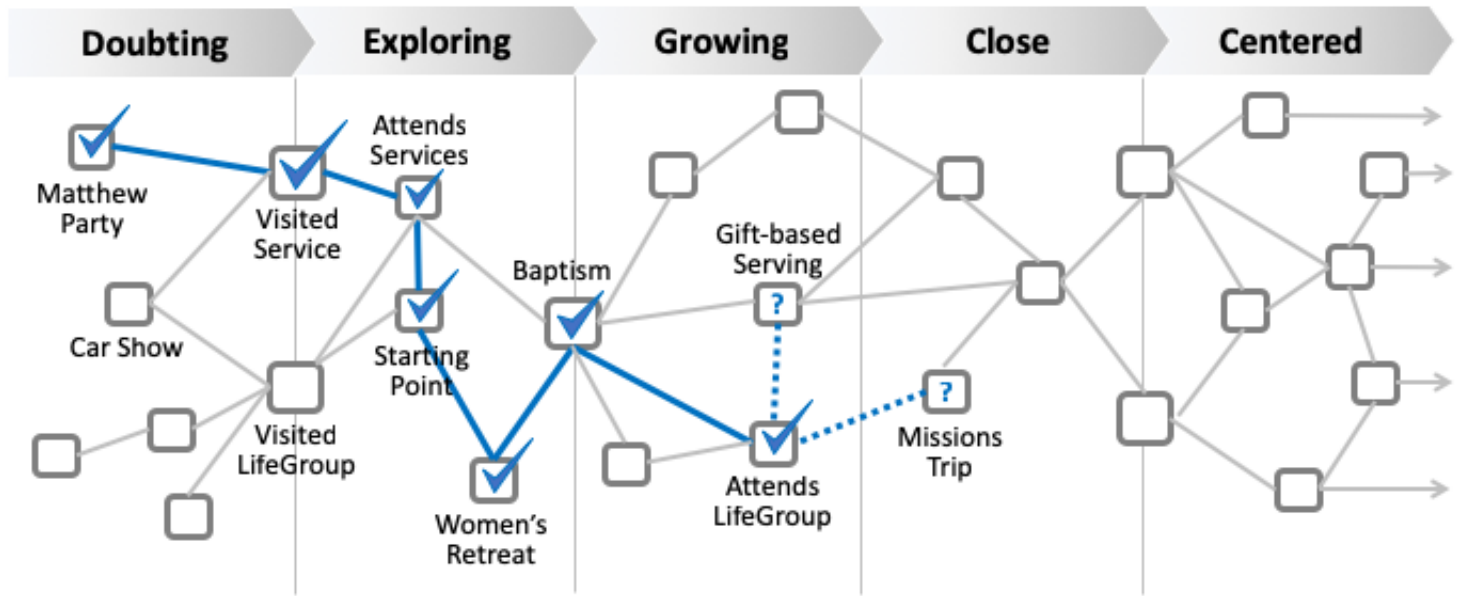 Doubting
Exploring
Growing
Close
Centered
Matthew
Party
Visited
Service
Attends
Services
Car Show
Visited
LifeGroup
Starting
Point
Women's
Retreat
Baptism
Gift-based
Serving
?
Attends
LifeGroup
?
Missions
Trip